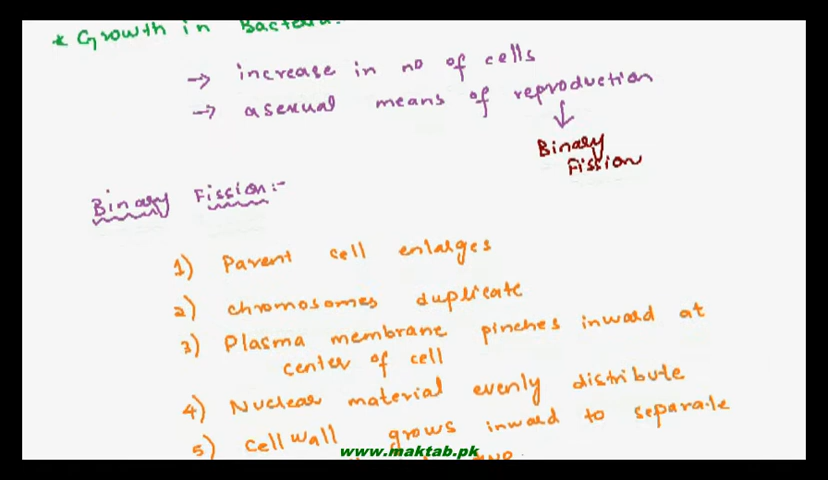 * Growth in Bacteria:
→ increase in no of cells
→ asexual means of reproduction
↓
Binary
Fission
Binary Fission:-
1) Parent cell enlarges
2) chromosomes duplicate
3) Plasma membrane pinches inward at
center of cell
4) Nuclear material evenly distribute
5) Cell wall grows inward to separate
www.maktab.pk